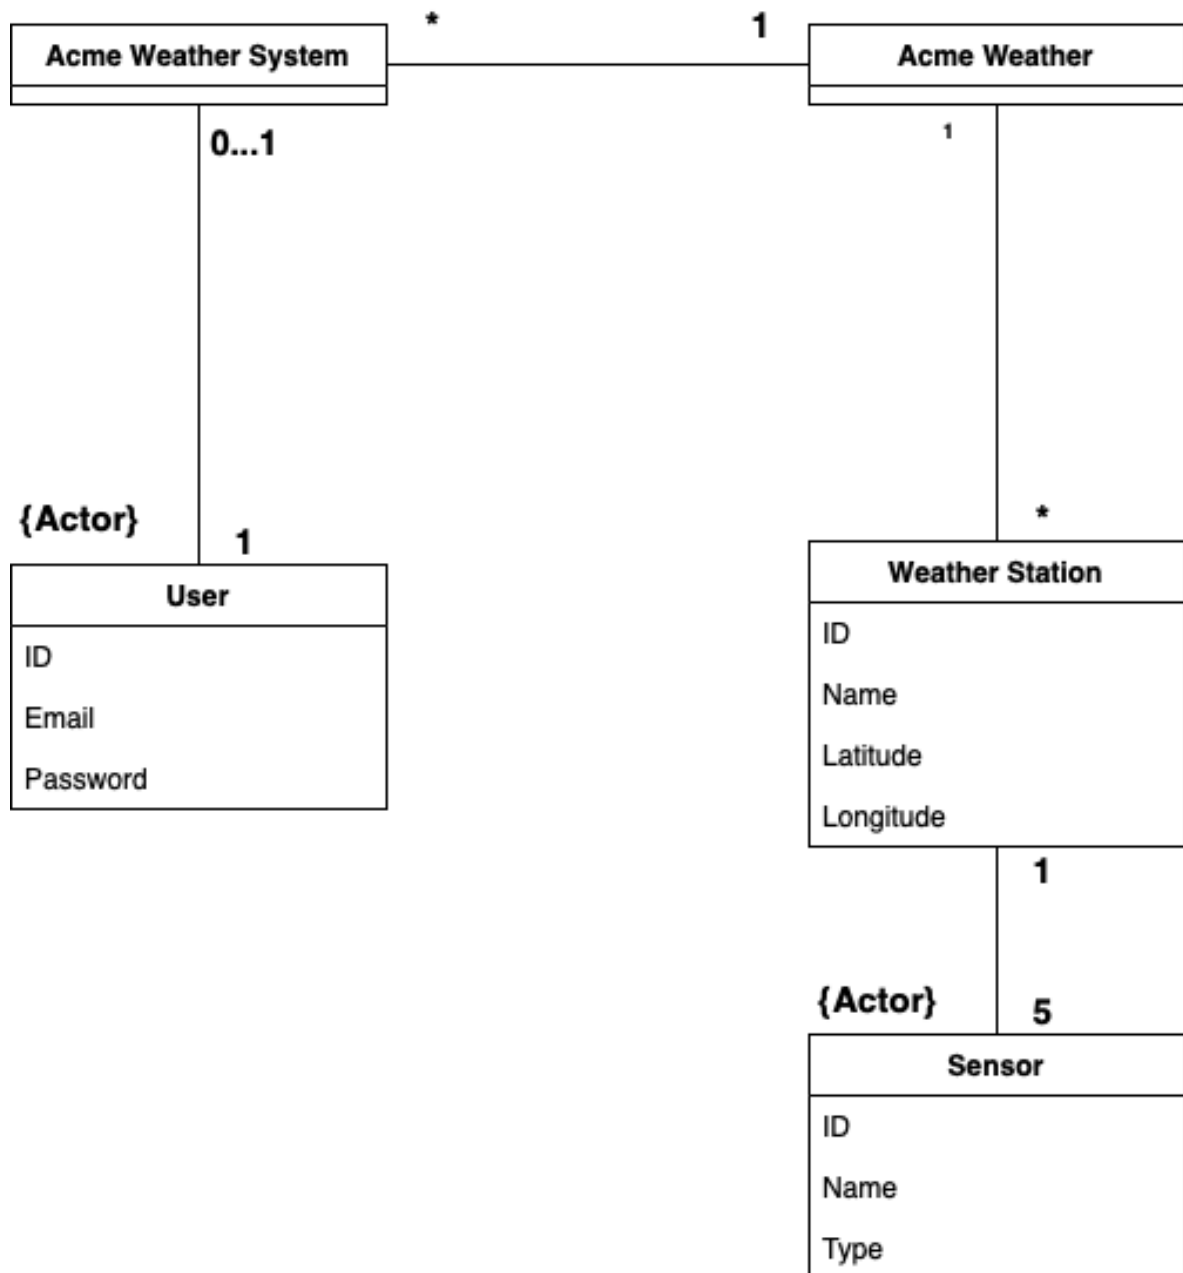 * 1
Acme Weather System
Acme Weather
0...1
1
{Actor}
1
*
User
Weather Station
ID
Email
Password
ID
Name
Latitude
Longitude
1
{Actor}
5
Sensor
ID
Name
Type